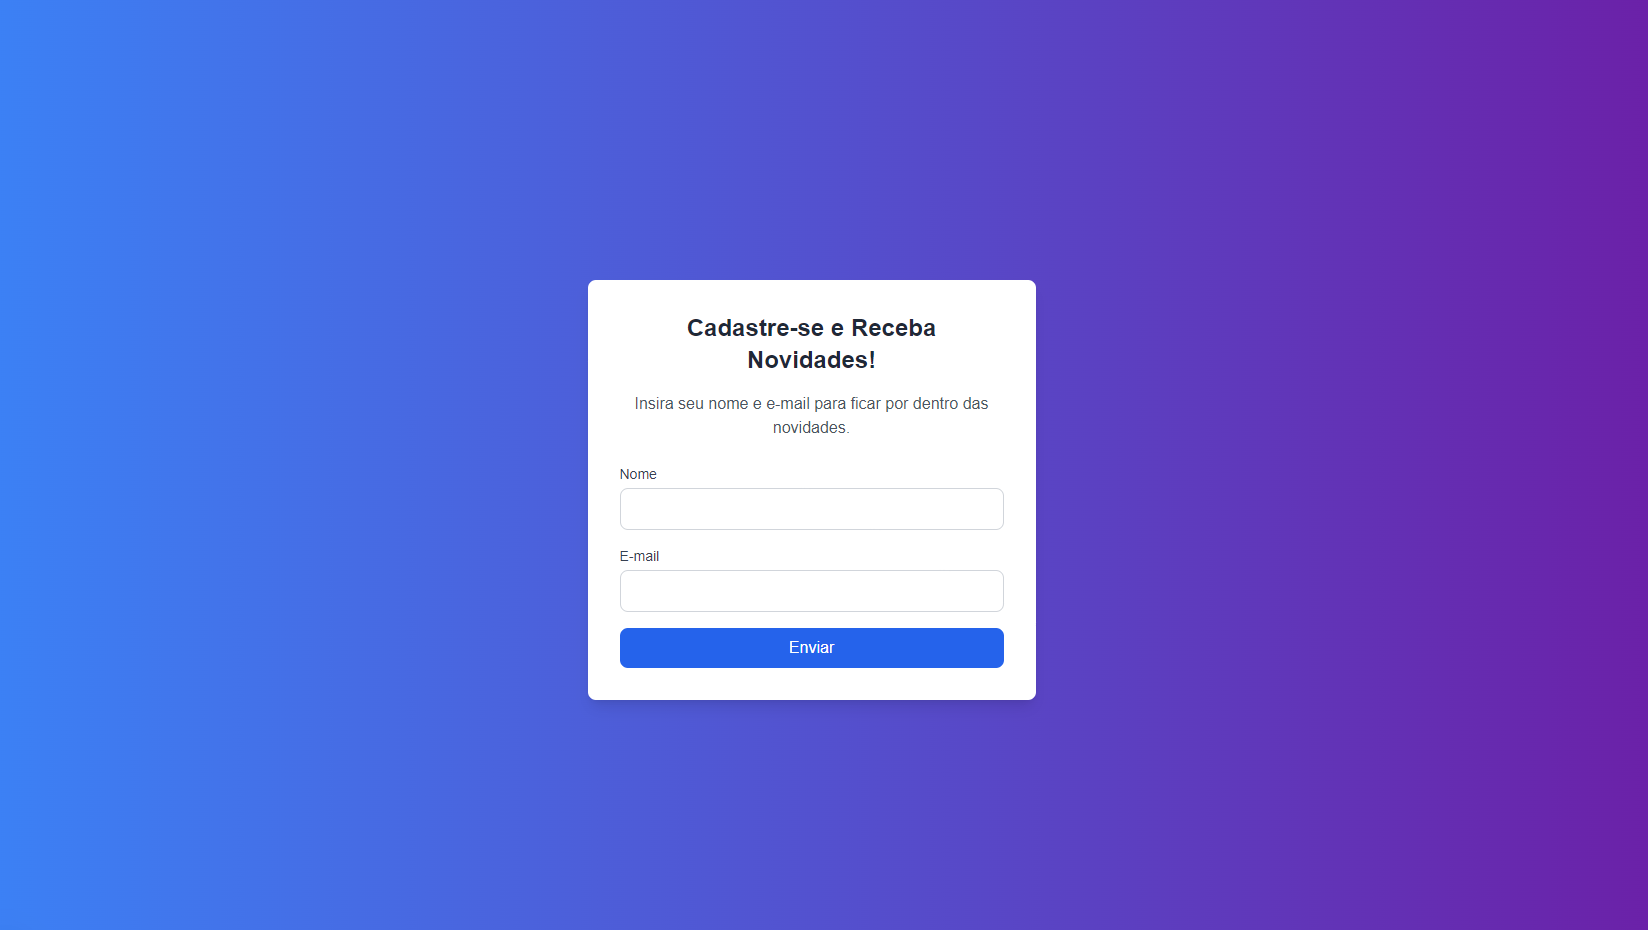 Cadastre-se e Receba
Novidades!
Insira seu nome e e-mail para ficar por dentro das
novidades.
Nome
E-mail
Enviar